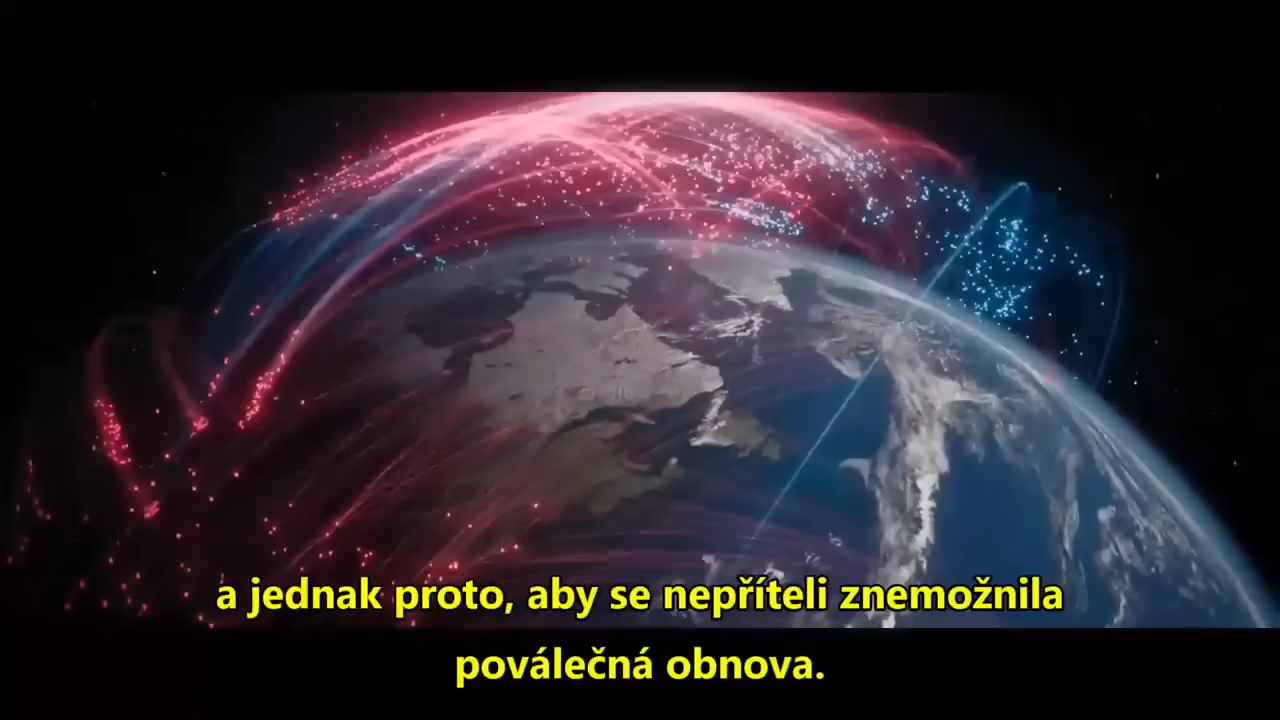 a jednak proto, aby se nepříteli znemožnila
poválečná obnova.